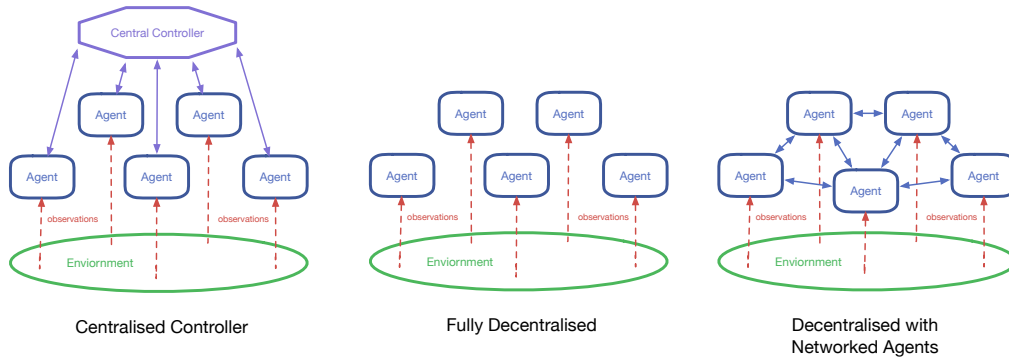 Central Controller
Agent
Agent
Agent
Agent
Agent
observations
observations
Enviornment
Centralised Controller
Agent
Agent
Agent
Agent
Agent
observations
observations
Enviornment
Fully Decentralised
Agent
Agent
Agent
Agent
Agent
observations
observations
Enviornment
Decentralised with
Networked Agents